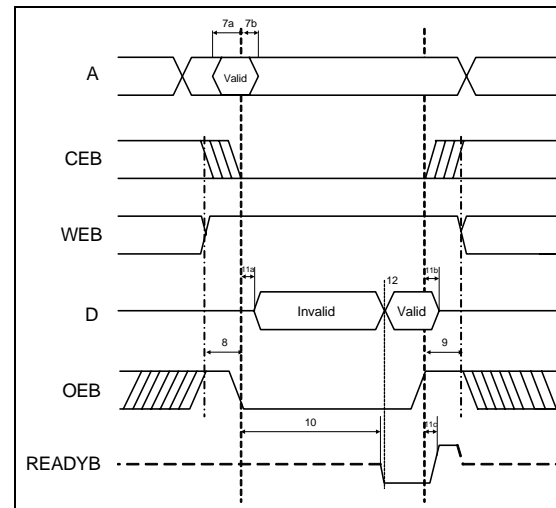 7a 7b
A Valid
CEB
WEB
11a 12 11b
D Invalid Valid
8 9
OEB
10 11c
READYB